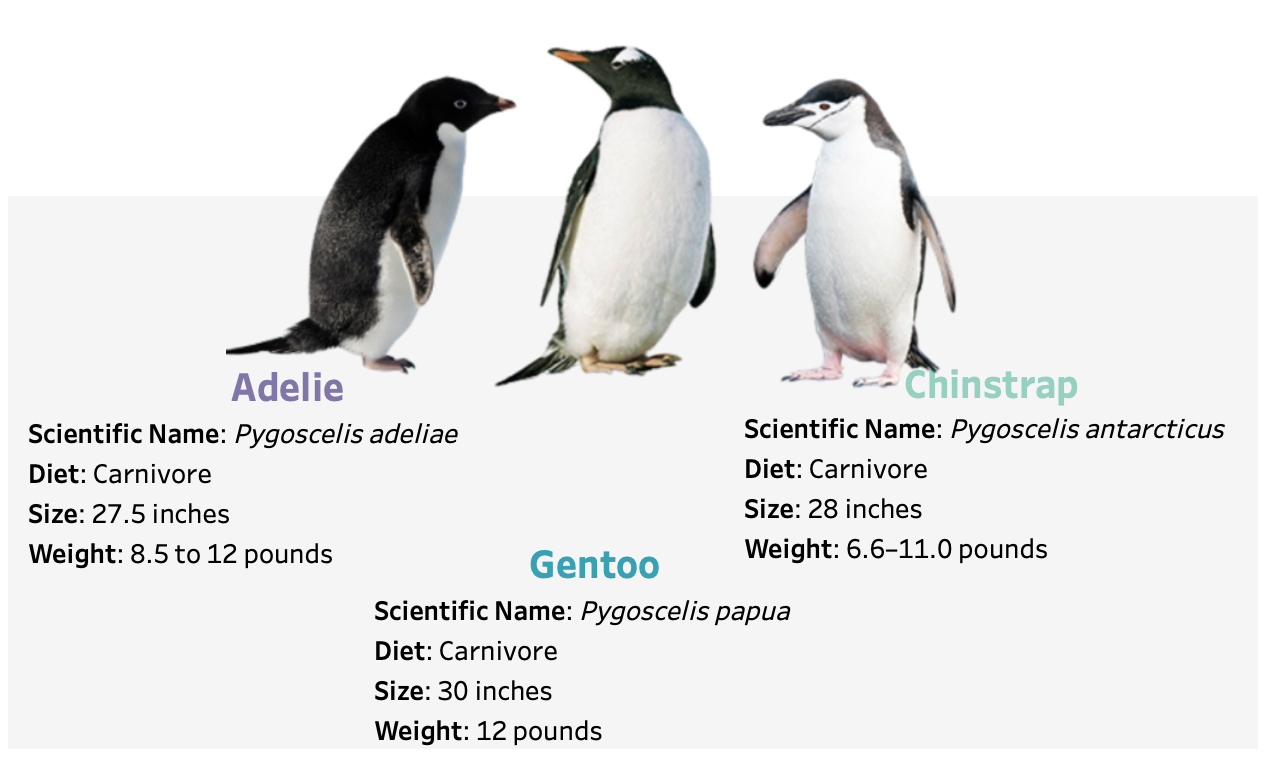 Adelie
Scientific Name: Pygoscelis adeliae
Diet: Carnivore
Size: 27.5 inches
Weight: 8.5 to 12 pounds
Chinstrap
Scientific Name: Pygoscelis antarcticus
Diet: Carnivore
Size: 28 inches
Weight: 6.6–11.0 pounds
Gentoo
Scientific Name: Pygoscelis papua
Diet: Carnivore
Size: 30 inches
Weight: 12 pounds